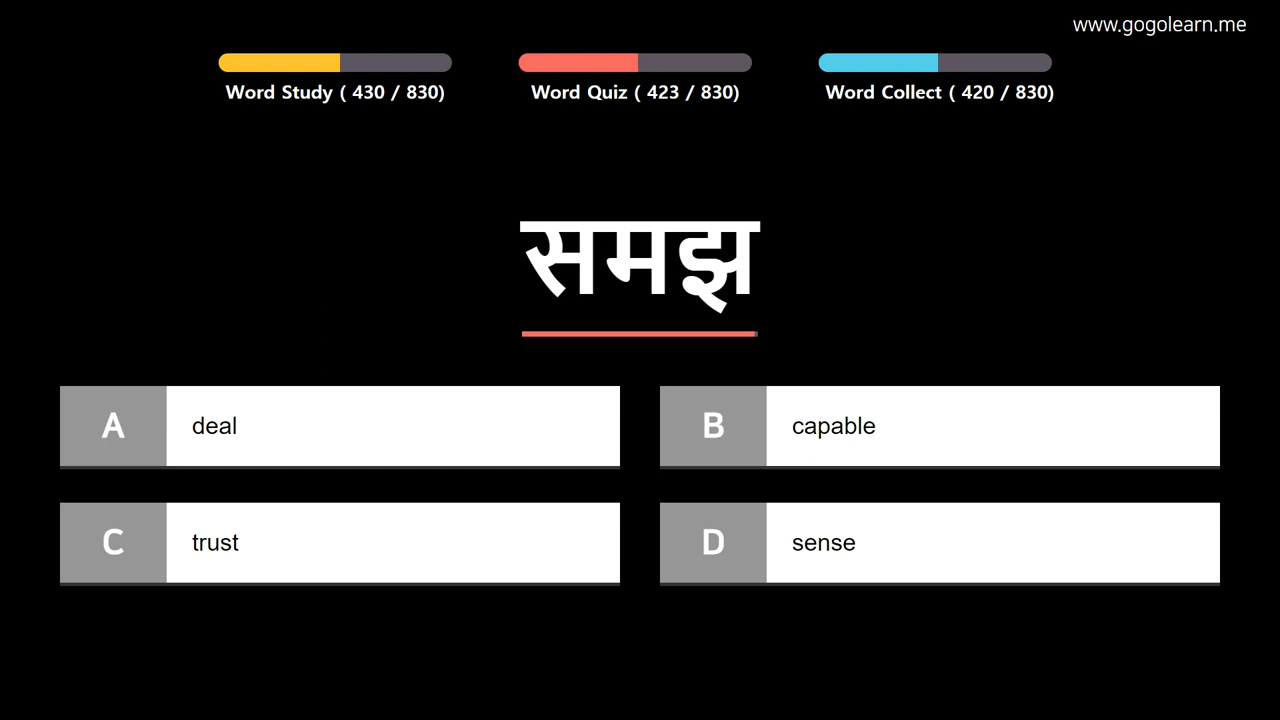 www.gogolearn.me
Word Study ( 430 / 830)
Word Quiz ( 423 / 830)
Word Collect ( 420 / 830)
समझ
A deal
B capable
C trust
D sense